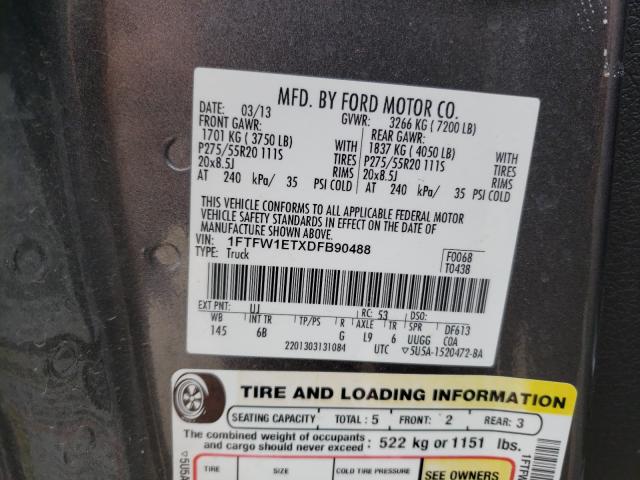 MFD. BY FORD MOTOR CO.
DATE: 03/13 GVWR: 3266 KG ( 7200 LB)
FRONT GAWR: REAR GAWR:
1701 KG ( 3750 LB) 1837 KG ( 4050 LB)
WITH WITH
P275/55R20 111S TIRES P275/55R20 111S TIRES
20x8.5J RIMS 20x8.5J RIMS
AT 240 kPa/ 35 PSI COLD AT 240 kPa/ 35 PSI COLD
THIS VEHICLE CONFORMS TO ALL APPLICABLE FEDERAL MOTOR
VEHICLE SAFETY STANDARDS IN EFFECT ON THE DATE OF
MANUFACTURE SHOWN ABOVE.
VIN: 1FTFW1ETXDFB90488 F0068
TYPE: Truck T0438
EXT PNT: UJ RC: 53 DSO:
WB INT TR TP/PS R AXLE TR SPR DF613
145 6B G L9 6 UUGG COA
2201303131084 UTC ▽5U5A-1520472-BA
TIRE AND LOADING INFORMATION
SEATING CAPACITY TOTAL : 5 FRONT: 2 REAR: 3
The combined weight of occupants
and cargo should never exceed : 522 kg or 1151 lbs.
TIRE SIZE COLD TIRE PRESSURE SEE OWNERS
▽5U5A
1FTPW